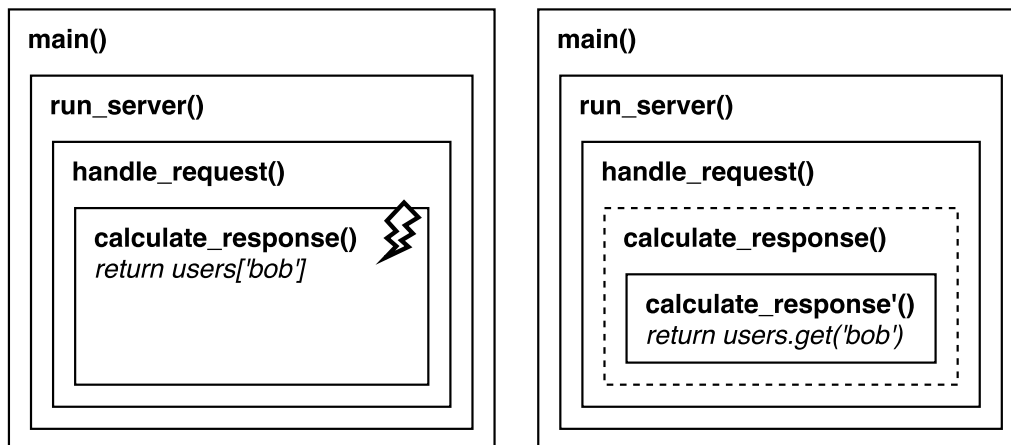 main()
run_server()
handle_request()
calculate_response()
return users['bob']
main()
run_server()
handle_request()
calculate_response()
calculate_response'()
return users.get('bob')